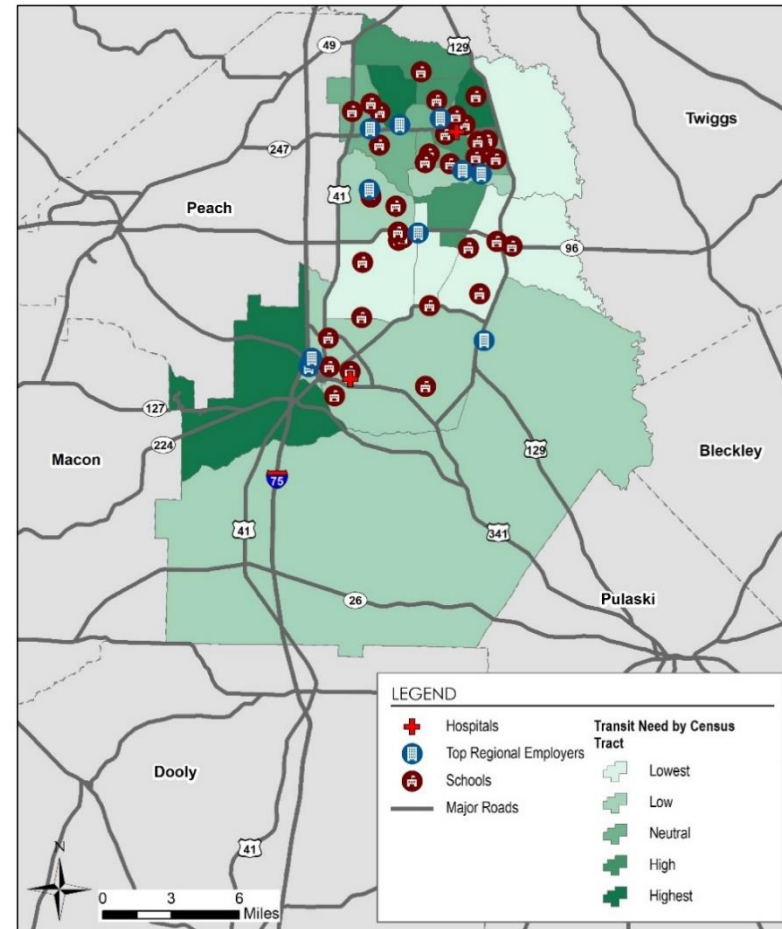 49
129
Twiggs
247
41
Peach
96
127
224
Macon
Bleckley
129
75
41
341
Pulaski
26
Dooly
41
N
0 3 6
Miles
LEGEND
Hospitals
Top Regional Employers
Schools
Major Roads
Transit Need by Census
Tract
Lowest
Low
Neutral
High
Highest